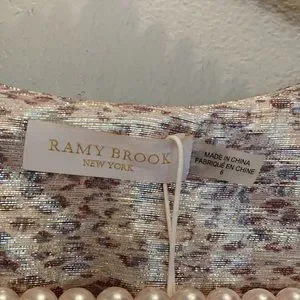 RAMY BROOK
NEW YORK
MADE IN CHINA
FABRIQUÉ EN CHINE
6